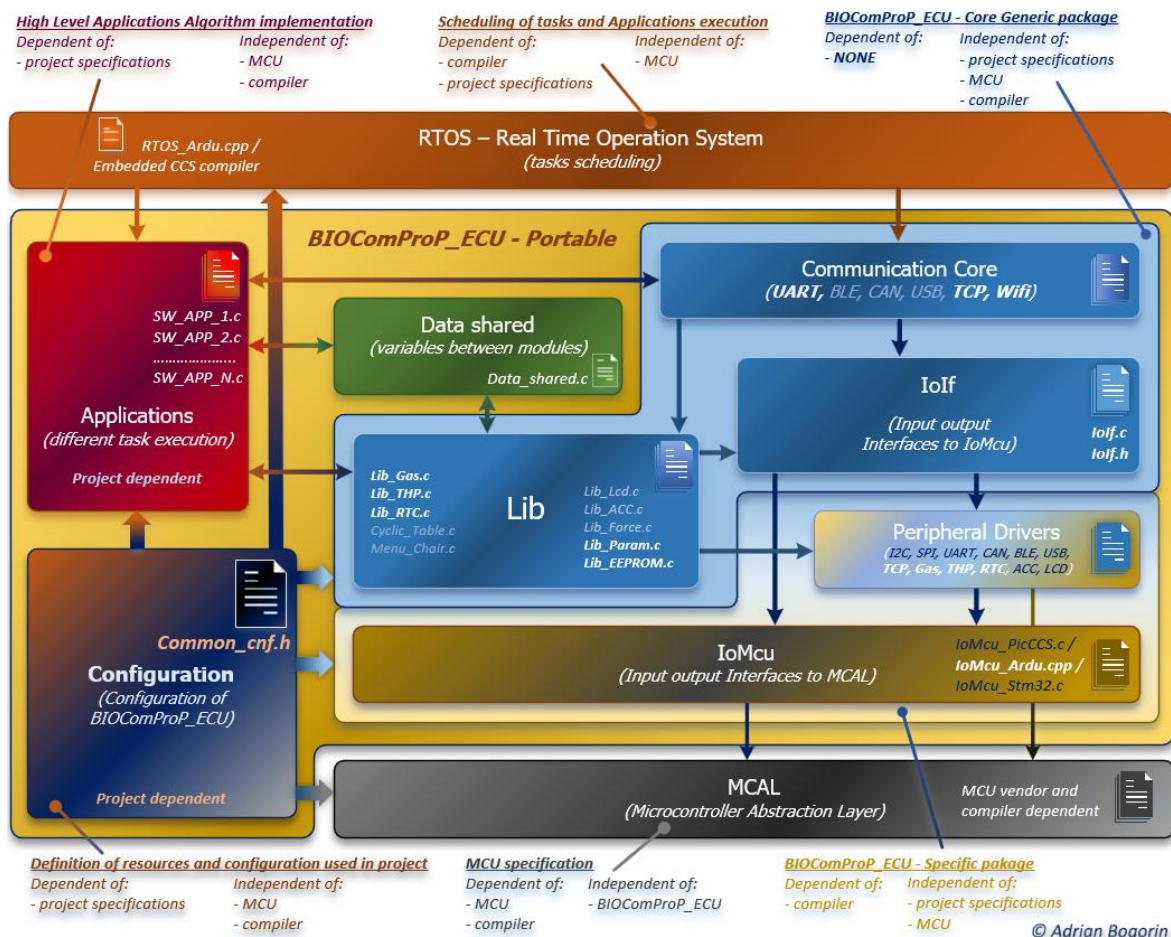 High Level Applications Algorithm implementation
Dependent of:
- project specifications
Independent of:
- MCU
- compiler
Scheduling of tasks and Applications execution
Dependent of:
- compiler
- project specifications
Independent of:
- MCU
BIOComProP_ECU - Core Generic package
Dependent of:
- NONE
Independent of:
- project specifications
- MCU
- compiler
RTOS_Ardu.cpp /
Embedded CCS compiler
RTOS – Real Time Operation System
(tasks scheduling)
BIOComProP_ECU - Portable
SW_APP_1.c
SW_APP_2.c
.....................
SW_APP_N.c
Applications
(different task execution)
Project dependent
Data shared
(variables between modules)
Data_shared.c
Communication Core
(UART, BLE, CAN, USB, TCP, Wifi)
IoIf
(Input output
Interfaces to IoMcu)
IoIf.c
IoIf.h
Lib_Gas.c
Lib_THP.c
Lib_RTC.c
Cyclic_Table.c
Menu_Chair.c
Lib
Lib_Lcd.c
Lib_ACC.c
Lib_Force.c
Lib_Param.c
Lib_EEPROM.c
Peripheral Drivers
(I2C, SPI, UART, CAN, BLE, USB,
TCP, Gas, THP, RTC, ACC, LCD)
Common_cnf.h
Configuration
(Configuration of
BIOComProP_ECU)
Project dependent
IoMcu
(Input output Interfaces to MCAL)
IoMcu_PicCCS.c /
IoMcu_Ardu.cpp /
IoMcu_Stm32.c
MCAL
(Microcontroller Abstraction Layer)
MCU vendor and
compiler dependent
Definition of resources and configuration used in project
Dependent of:
- project specifications
Independent of:
- MCU
- compiler
MCU specification
Dependent of:
- MCU
- compiler
Independent of:
- BIOComProP_ECU
BIOComProP_ECU - Specific pakage
Dependent of:
- compiler
Independent of:
- project specifications
- MCU
© Adrian Bogorin